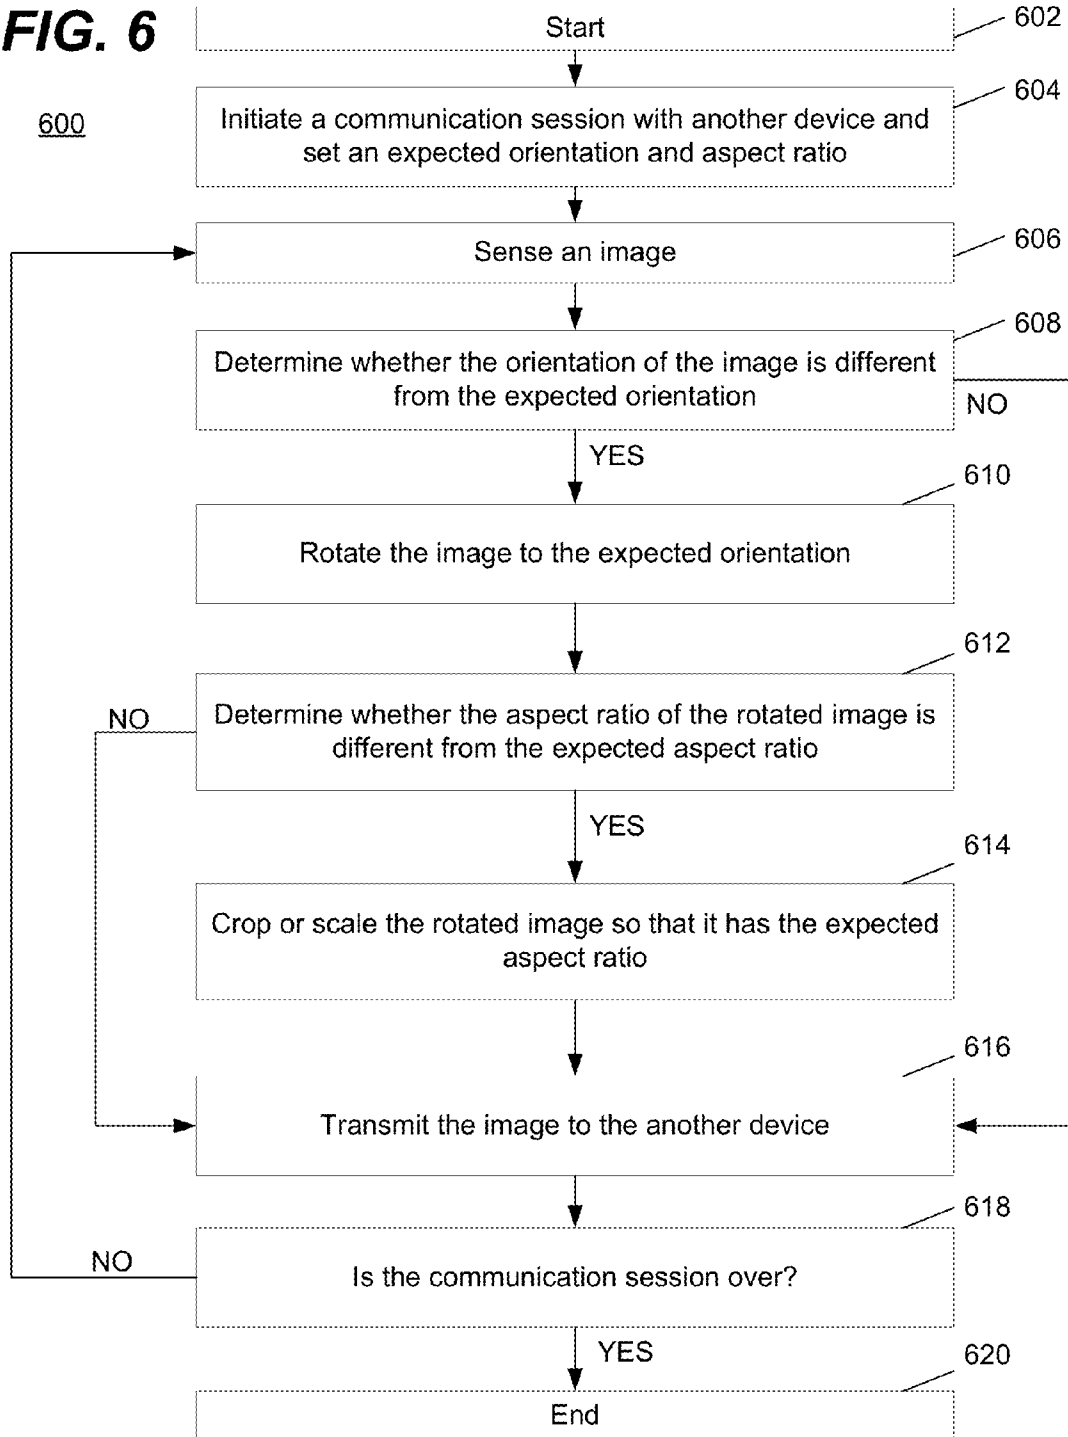 FIG. 6
600
Start
602
Initiate a communication session with another device and
set an expected orientation and aspect ratio
604
Sense an image
606
Determine whether the orientation of the image is different
from the expected orientation
608
NO
YES
610
Rotate the image to the expected orientation
612
NO
Determine whether the aspect ratio of the rotated image is
different from the expected aspect ratio
YES
614
Crop or scale the rotated image so that it has the expected
aspect ratio
616
Transmit the image to the another device
618
NO
Is the communication session over?
YES
620
End